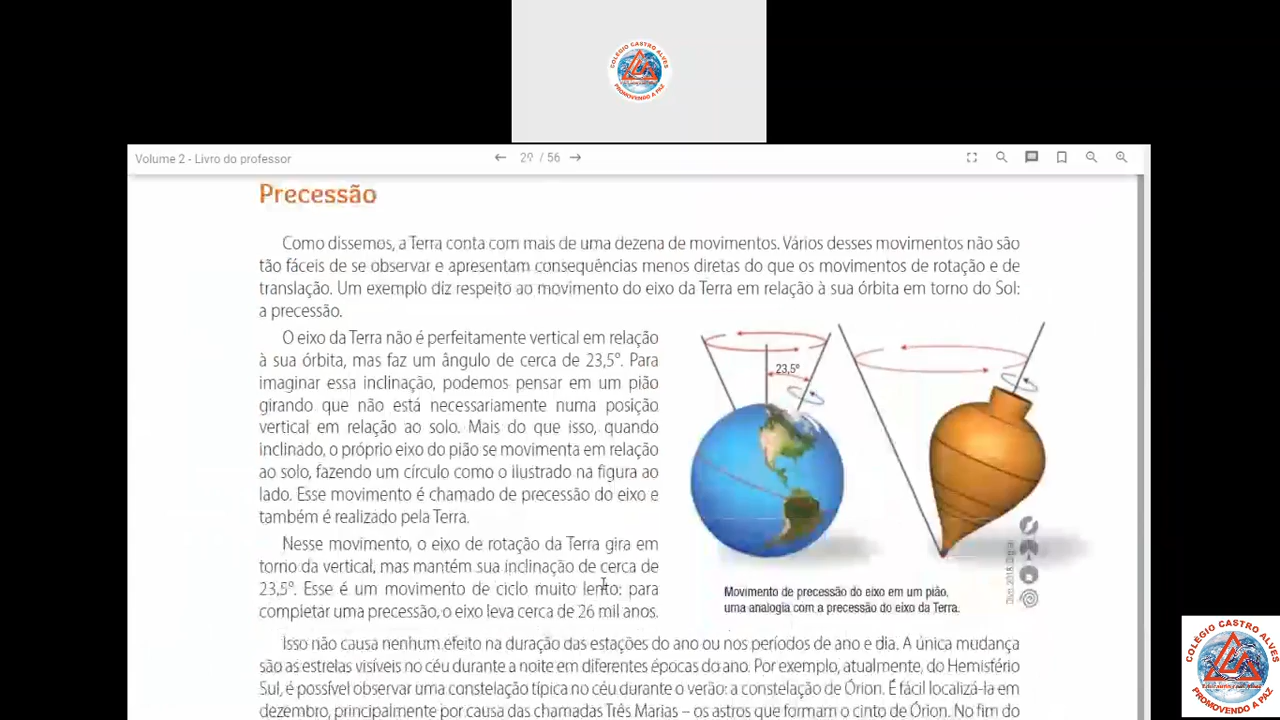 COLÉGIO CASTRO ALVES
PROMOVENDO A PAZ
Volume 2 - Livro do professor
29 / 56
Precessão
Como dissemos, a Terra conta com mais de uma dezena de movimentos. Vários desses movimentos não são
tão fáceis de se observar e apresentam consequências menos diretas do que os movimentos de rotação e de
translação. Um exemplo diz respeito ao movimento do eixo da Terra em relação à sua órbita em torno do Sol:
a precessão.
O eixo da Terra não é perfeitamente vertical em relação
à sua órbita, mas faz um ângulo de cerca de 23,5°. Para
imaginar essa inclinação, podemos pensar em um pião
girando que não está necessariamente numa posição
vertical em relação ao solo. Mais do que isso, quando
inclinado, o próprio eixo do pião se movimenta em relação
ao solo, fazendo um círculo como o ilustrado na figura ao
lado. Esse movimento é chamado de precessão do eixo e
também é realizado pela Terra.
Nesse movimento, o eixo de rotação da Terra gira em
torno da vertical, mas mantém sua inclinação de cerca de
23,5°. Esse é um movimento de ciclo muito lento: para
completar uma precessão, o eixo leva cerca de 26 mil anos.
23,5º
Movimento de precessão do eixo em um pião,
uma analogia com a precessão do eixo da Terra.
Isso não causa nenhum efeito na duração das estações do ano ou nos períodos de ano e dia. A única mudança
são as estrelas visíveis no céu durante a noite em diferentes épocas do ano. Por exemplo, atualmente, do Hemisfério
Sul, é possível observar uma constelação típica no céu durante o verão: a constelação de Órion. É fácil localizá-la em
dezembro, principalmente por causa das chamadas Três Marias – os astros que formam o cinto de Órion. No fim do
COLÉGIO CASTRO ALVES
PROMOVENDO A PAZ